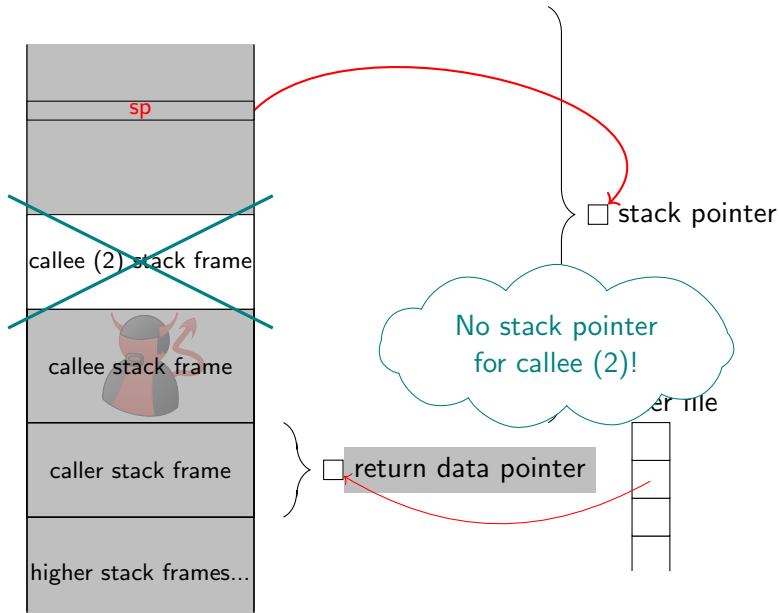 sp
stack pointer
callee (2) stack frame
No stack pointer
for callee (2)!
callee stack frame
file
caller stack frame
return data pointer
higher stack frames...